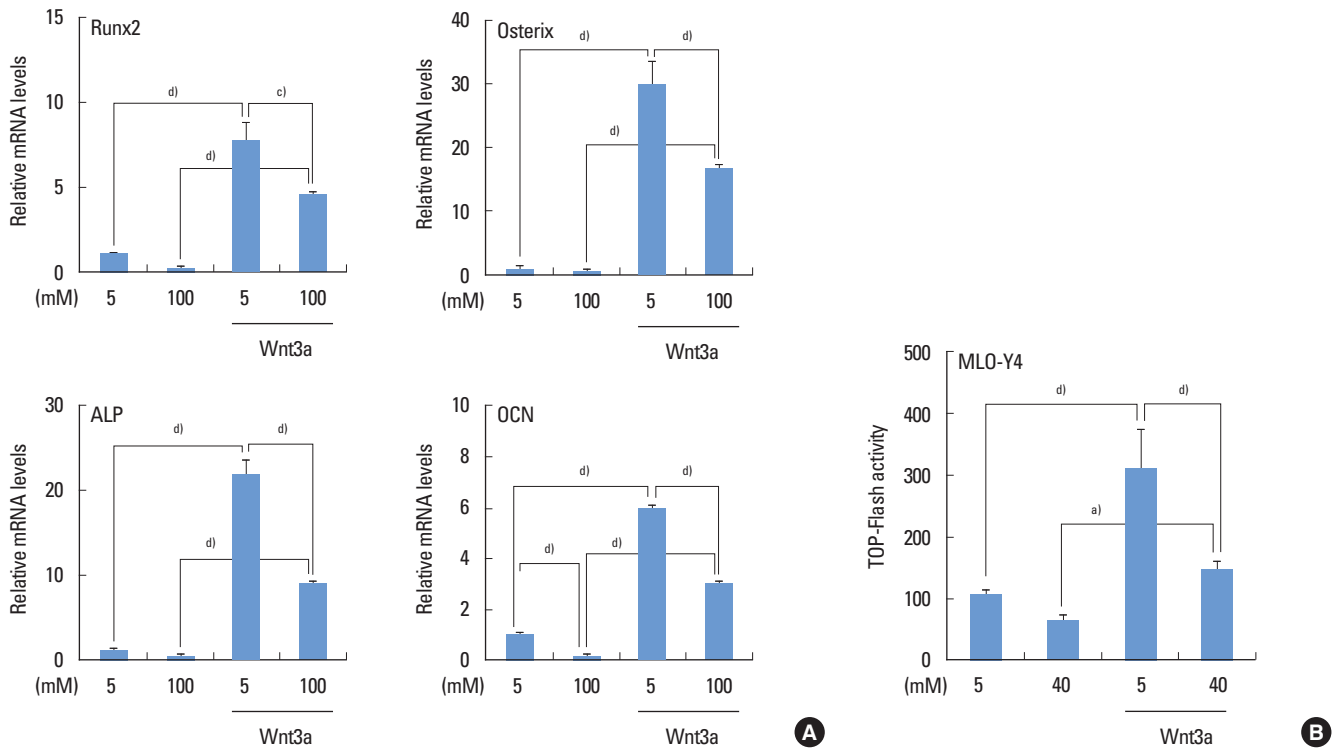 Runx2
Relative mRNA levels
15
10
5
0
d)
c)
d)
(mM) 5 100 5 100
Wnt3a
Osterix
Relative mRNA levels
40
30
20
10
0
d)
d)
d)
(mM) 5 100 5 100
Wnt3a
ALP
Relative mRNA levels
30
20
10
0
d)
d)
d)
(mM) 5 100 5 100
Wnt3a
OCN
Relative mRNA levels
10
8
6
4
2
0
d)
d)
d)
d)
(mM) 5 100 5 100
Wnt3a
A
MLO-Y4
TOP-Flash activity
500
400
300
200
100
0
d)
d)
a)
(mM) 5 40 5 40
Wnt3a
B